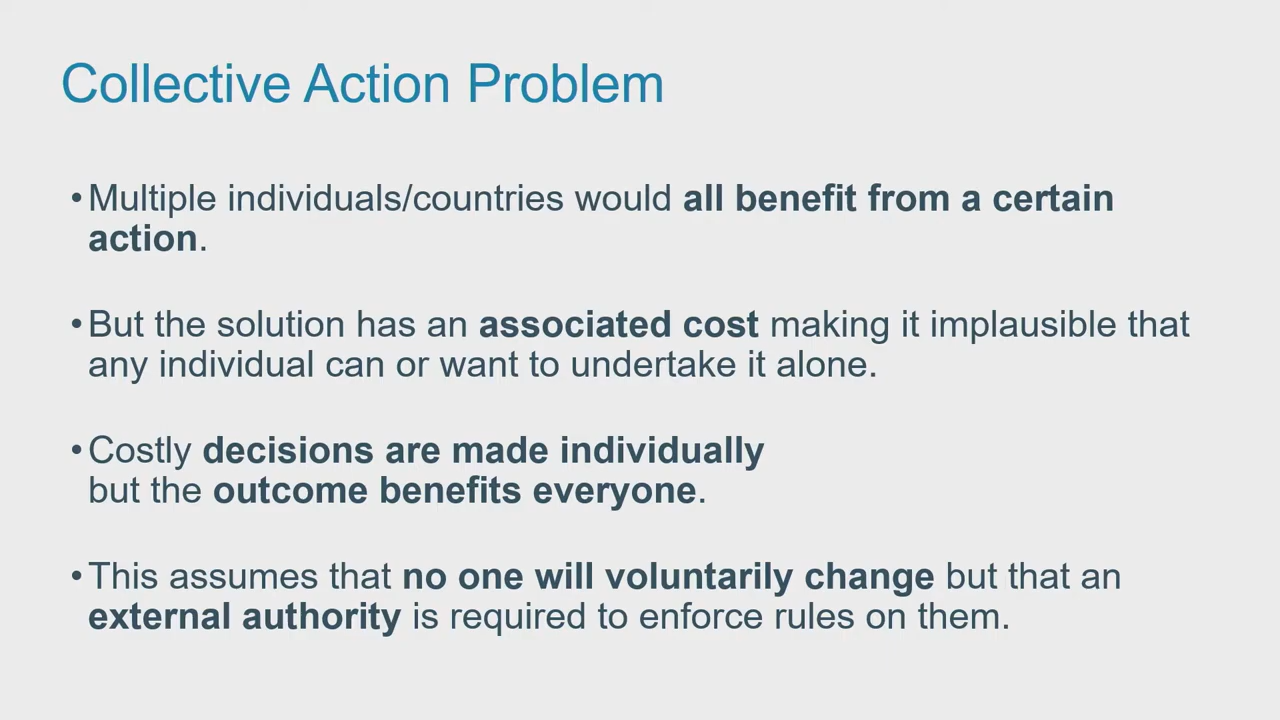 Collective Action Problem
•Multiple individuals/countries would all benefit from a certain
action.
•But the solution has an associated cost making it implausible that
any individual can or want to undertake it alone.
•Costly decisions are made individually
but the outcome benefits everyone.
•This assumes that no one will voluntarily change but that an
external authority is required to enforce rules on them.